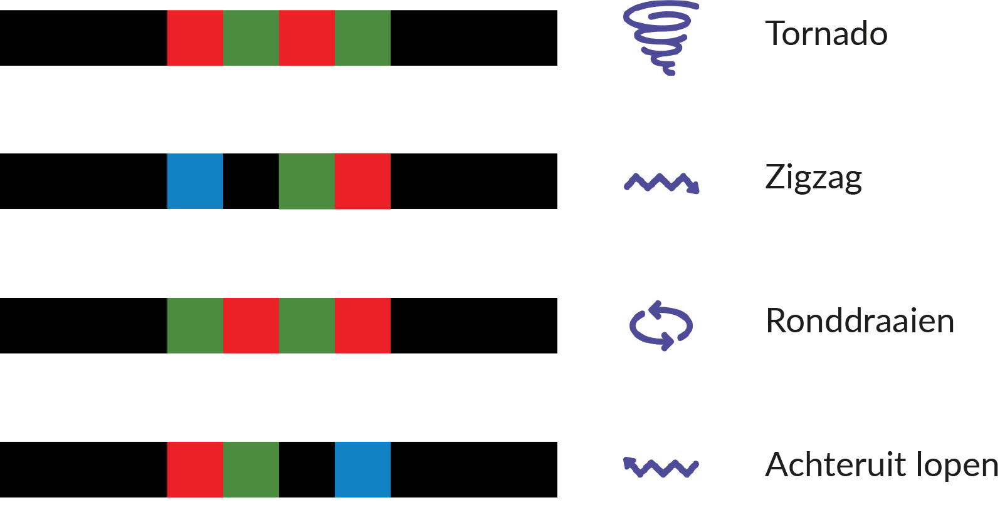 Tornado
Zigzag
Ronddraaien
Achteruit lopen